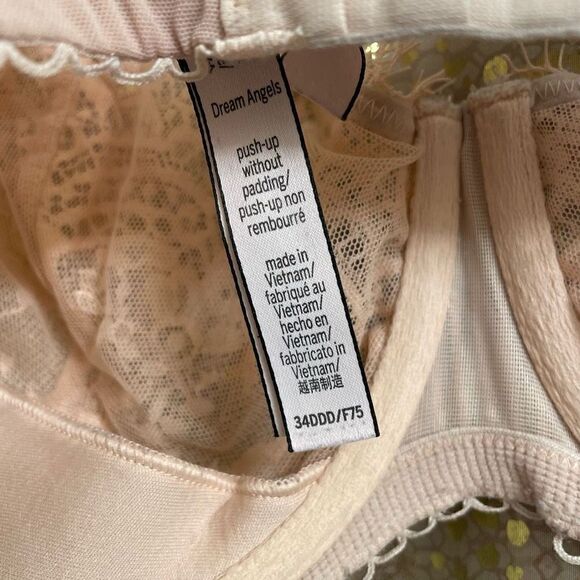 Dream Angels
push-up
without
padding/
push-up non
rembourré
made in
Vietnam/
fabriqué au
Vietnam/
hecho en
Vietnam/
fabbricato in
Vietnam/
越南制造
34DDD/F75